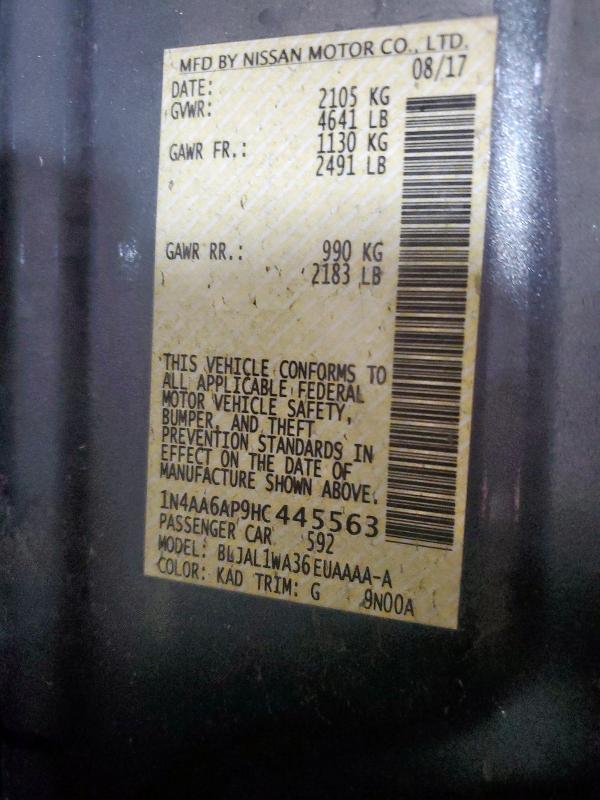 MFD BY NISSAN MOTOR CO., LTD.
DATE: 08/17
GVWR: 2105 KG
4641 LB
GAWR FR.: 1130 KG
2491 LB
GAWR RR.: 990 KG
2183 LB
THIS VEHICLE CONFORMS TO
ALL APPLICABLE FEDERAL
MOTOR VEHICLE SAFETY,
BUMPER, AND THEFT
PREVENTION STANDARDS IN
EFFECT ON THE DATE OF
MANUFACTURE SHOWN ABOVE.
1N4AA6AP9HC 445563
PASSENGER CAR 592
MODEL: BLJAL1WA36EUAAAA-A
COLOR: KAD TRIM: G 9N00A